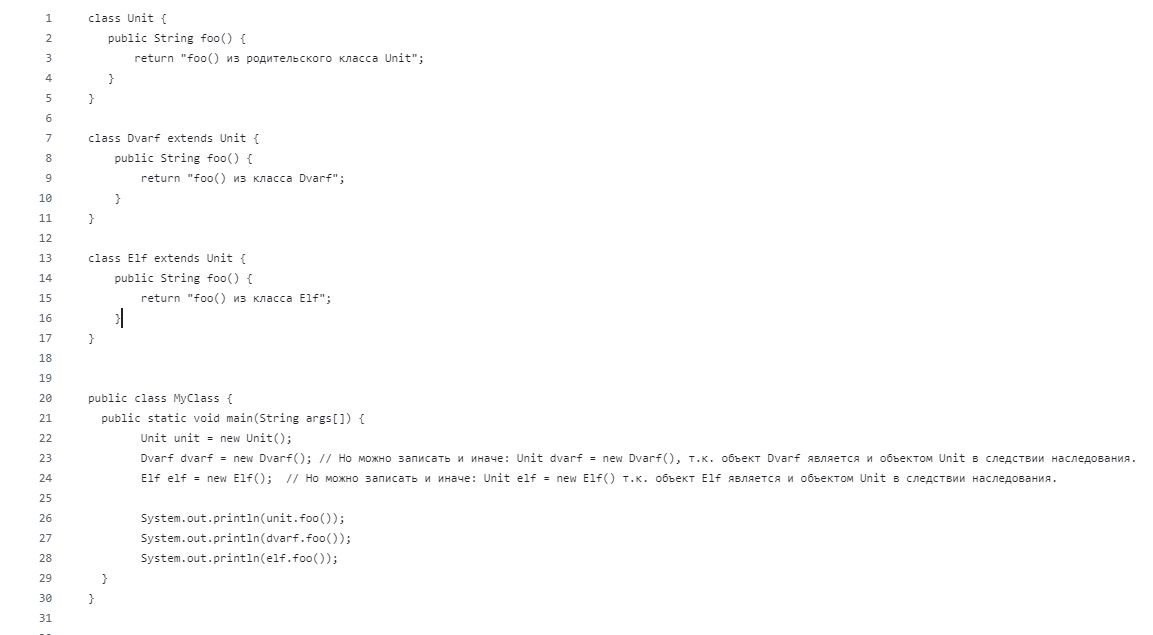 1 class Unit {
2 public String foo() {
3 return "foo() из родительского класса Unit";
4 }
5 }
6
7 class Dvarf extends Unit {
8 public String foo() {
9 return "foo() из класса Dvarf";
10 }
11 }
12
13 class Elf extends Unit {
14 public String foo() {
15 return "foo() из класса Elf";
16 }
17 }
18
19
20 public class MyClass {
21 public static void main(String args[]) {
22 Unit unit = new Unit();
23 Dvarf dvarf = new Dvarf(); // Но можно записать и иначе: Unit dvarf = new Dvarf(), т.к. объект Dvarf является и объектом Unit в следствии наследования.
24 Elf elf = new Elf();  // Но можно записать и иначе: Unit elf = new Elf() т.к. объект Elf является и объектом Unit в следствии наследования.
25
26 System.out.println(unit.foo());
27 System.out.println(dvarf.foo());
28 System.out.println(elf.foo());
29 }
30 }
31